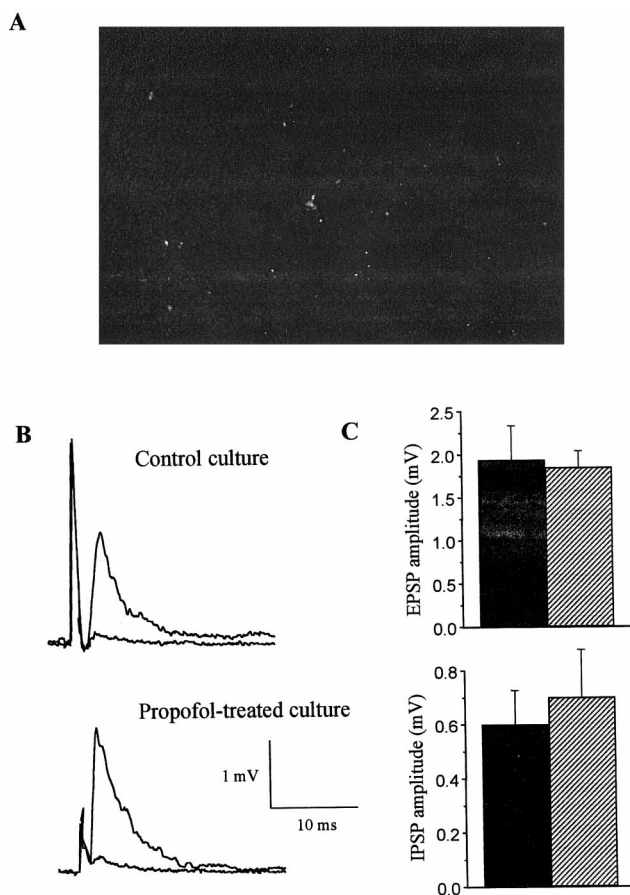 A
B
Control culture
Propofol-treated culture
1 mV
10 ms
C
EPSP amplitude (mV)
2.5
2.0
1.5
1.0
0.5
0.0
IPSP amplitude (mV)
0.8
0.6
0.4
0.2
0.0